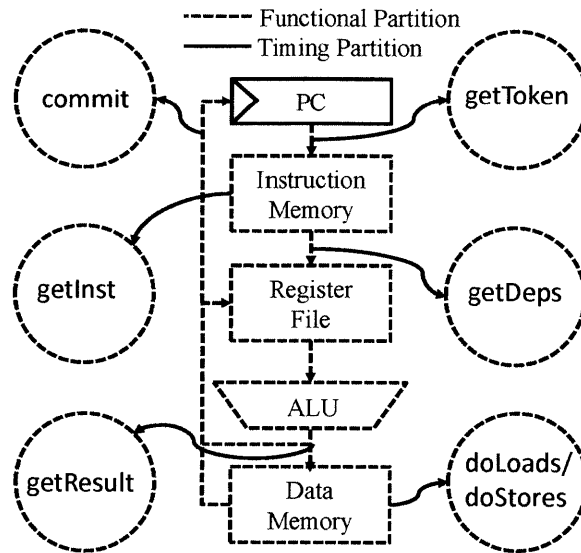 Functional Partition
Timing Partition
commit
PC
getToken
Instruction
Memory
getInst
Register
File
getDeps
ALU
getResult
Data
Memory
doLoads/
doStores